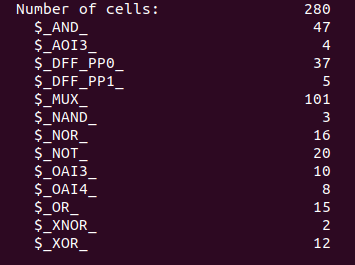 Number of cells: 280
$_AND_ 47
$_AOI3_ 4
$_DFF_PP0_ 37
$_DFF_PP1_ 5
$_MUX_ 101
$_NAND_ 3
$_NOR_ 16
$_NOT_ 20
$_OAI3_ 10
$_OAI4_ 8
$_OR_ 15
$_XNOR_ 2
$_XOR_ 12